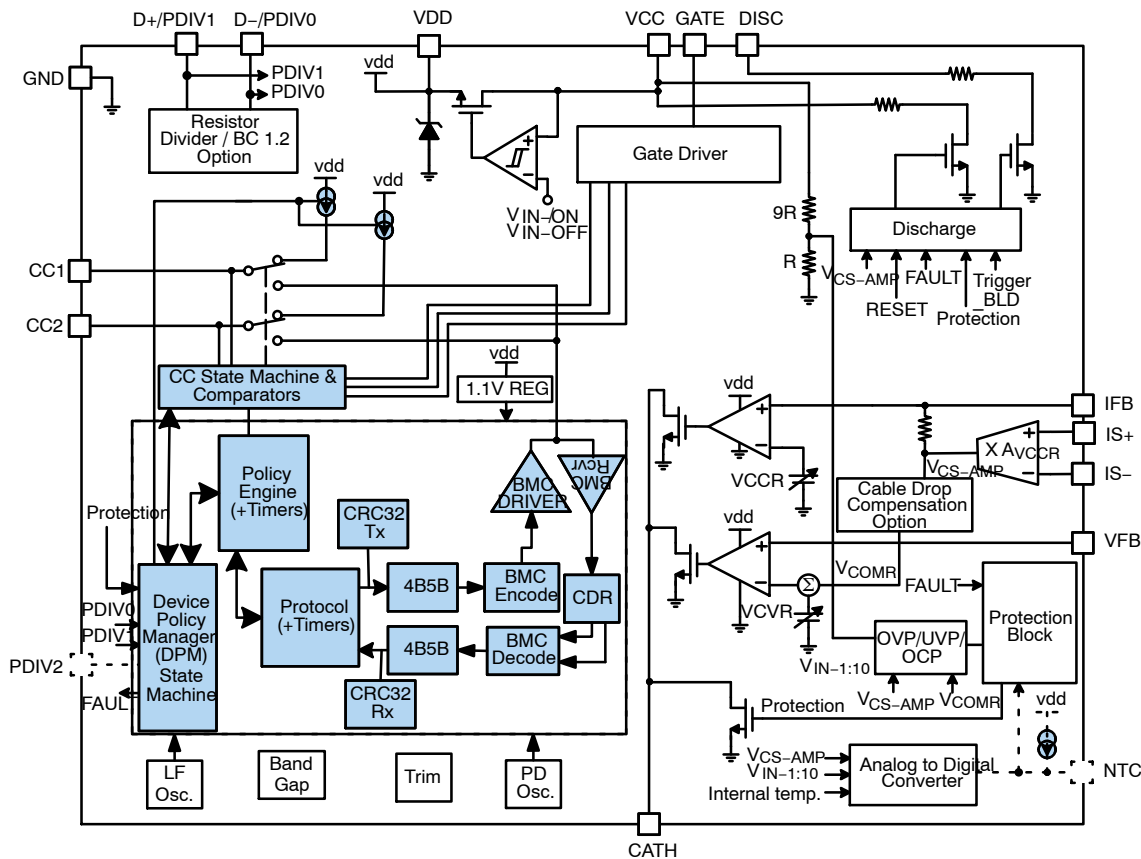 D+/PDIV1
D−/PDIV0
VDD
VCC
GATE
DISC
GND
PDIV1
PDIV0
vdd
Resistor
Divider / BC 1.2
Option
+
−
Gate Driver
vdd
vdd
VIN−/ON
VIN−OFF
9R
R
Discharge
VCS−AMP
FAULT
Trigger
_BLD
RESET
Protection
CC1
CC2
vdd
1.1V REG
CC State Machine &
Comparators
vdd
+
−
VCCR
IFB
IS+
IS−
+
−
X AVCCR
VCS−AMP
Cable Drop
Compensation
Option
Policy
Engine
(+Timers)
BMC
DRIVER
BMC
Rcvr
Protection
CRC32
Tx
vdd
+
−
VFB
VCOMR
Σ
VCVR
FAULT
Protection
Block
Device
Policy
Manager
(DPM)
State
Machine
Protocol
(+Timers)
4B5B
BMC
Encode
CDR
4B5B
BMC
Decode
PDIV0
PDIV1
PDIV2
FAUL
CRC32
Rx
VIN−1:10
OVP/UVP/
OCP
VCS−AMP
VCOMR
Protection
vdd
LF
Osc.
Band
Gap
Trim
PD
Osc.
VCS−AMP
VIN−1:10
Internal temp.
Analog to Digital
Converter
NTC
CATH